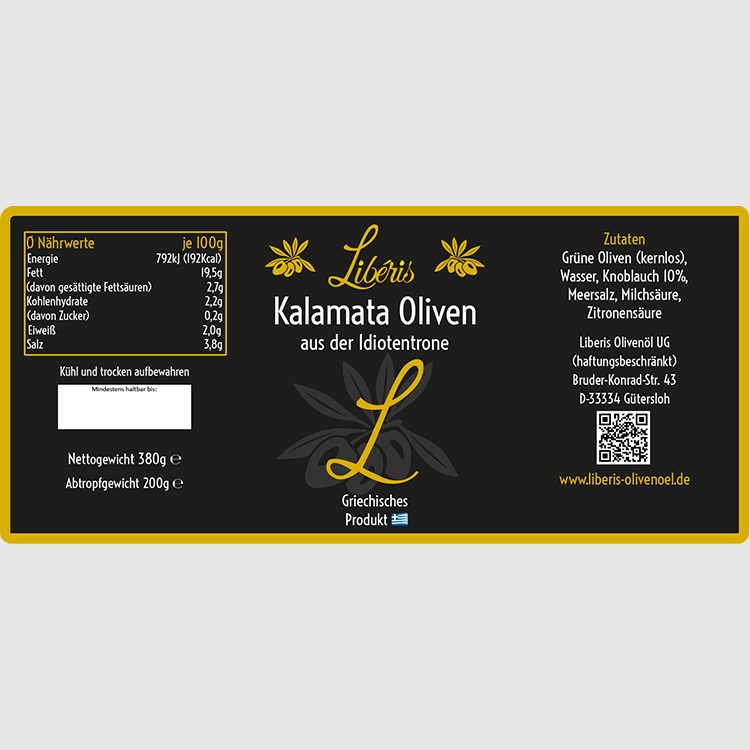 Ø Nährwerte je 100g
Energie 792kJ (192Kcal)
Fett 19,5g
(davon gesättigte Fettsäuren) 2,7g
Kohlenhydrate 2,2g
(davon Zucker) 0,2g
Eiweiß 2,0g
Salz 3,8g
Kühl und trocken aufbewahren
Mindestens haltbar bis:
Nettogewicht 380g ℮
Abtropfgewicht 200g ℮
Libéris
Kalamata Oliven
aus der Idiotentrone
L
Griechisches
Produkt
Zutaten
Grüne Oliven (kernlos),
Wasser, Knoblauch 10%,
Meersalz, Milchsäure,
Zitronensäure
Liberis Olivenöl UG
(haftungsbeschränkt)
Bruder-Konrad-Str. 43
D-33334 Gütersloh
www.liberis-olivenoel.de